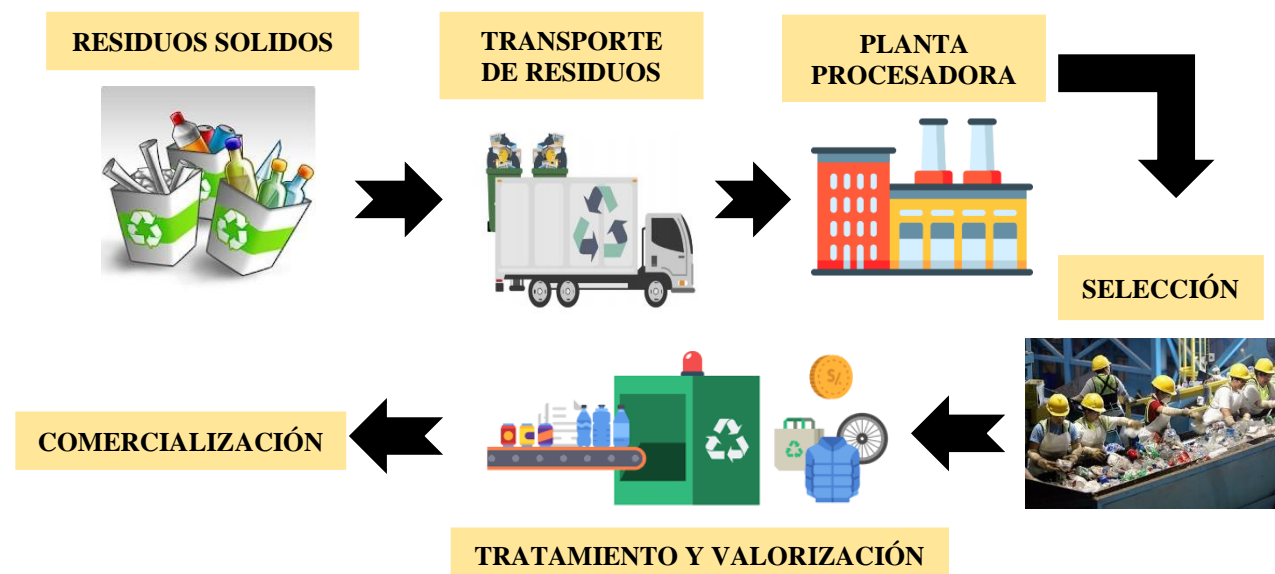 RESIDUOS SOLIDOS
TRANSPORTE
DE RESIDUOS
PLANTA
PROCESADORA
SELECCIÓN
S/.
TRATAMIENTO Y VALORIZACIÓN
COMERCIALIZACIÓN